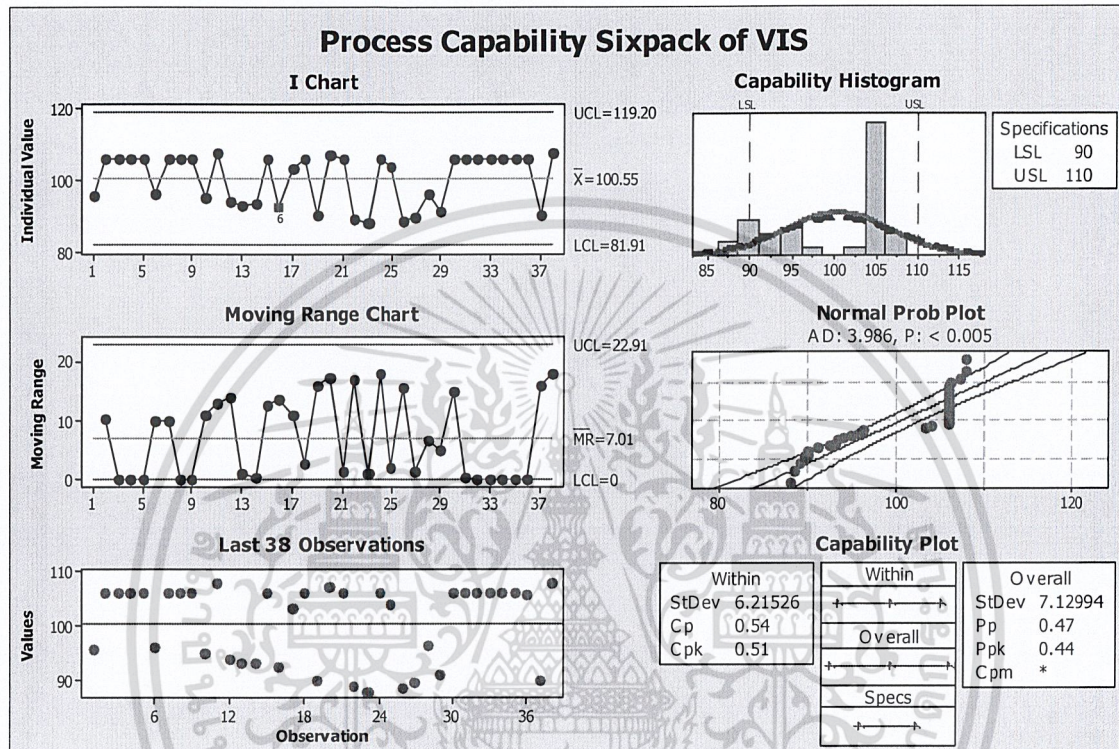 Process Capability Sixpack of VIS
I Chart
Individual Value
120
100
80
UCL=119.20
X=100.55
LCL=81.91
6
1 5 9 13 17 21 25 29 33 37
Capability Histogram
LSL USL
85 90 95 100 105 110 115
Specifications
LSL 90
USL 110
Moving Range Chart
Moving Range
20
10
0
UCL=22.91
MR=7.01
LCL=0
1 5 9 13 17 21 25 29 33 37
Normal Prob Plot
AD: 3.986, P: < 0.005
80 100 120
Last 38 Observations
Values
110
100
90
6 12 18 24 30 36
Observation
Capability Plot
Within
StDev 6.21526
Cp 0.54
Cpk 0.51
Within
Overall
Specs
Overall
StDev 7.12994
Pp 0.47
Ppk 0.44
Cpm *